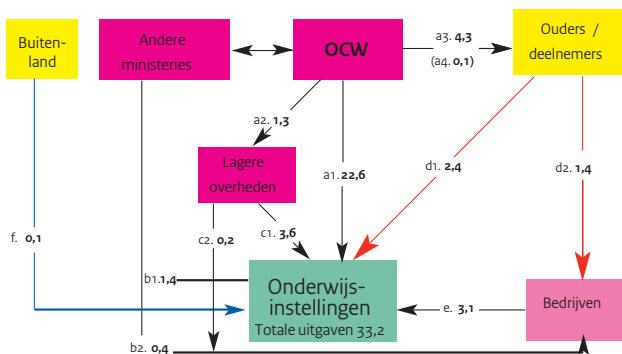 Buiten-
land
Andere
ministeries
OCW
a3. 4,3
(a4. 0,1)
Ouders /
deelnemers
a2. 1,3
Lagere
overheden
a1. 22,6
d1. 2,4
d2. 1,4
f. 0,1
c2. 0,2
c1. 3,6
b1. 1,4
Onderwijs-
instellingen
Totale uitgaven 33,2
e. 3,1
Bedrijven
b2. 0,4